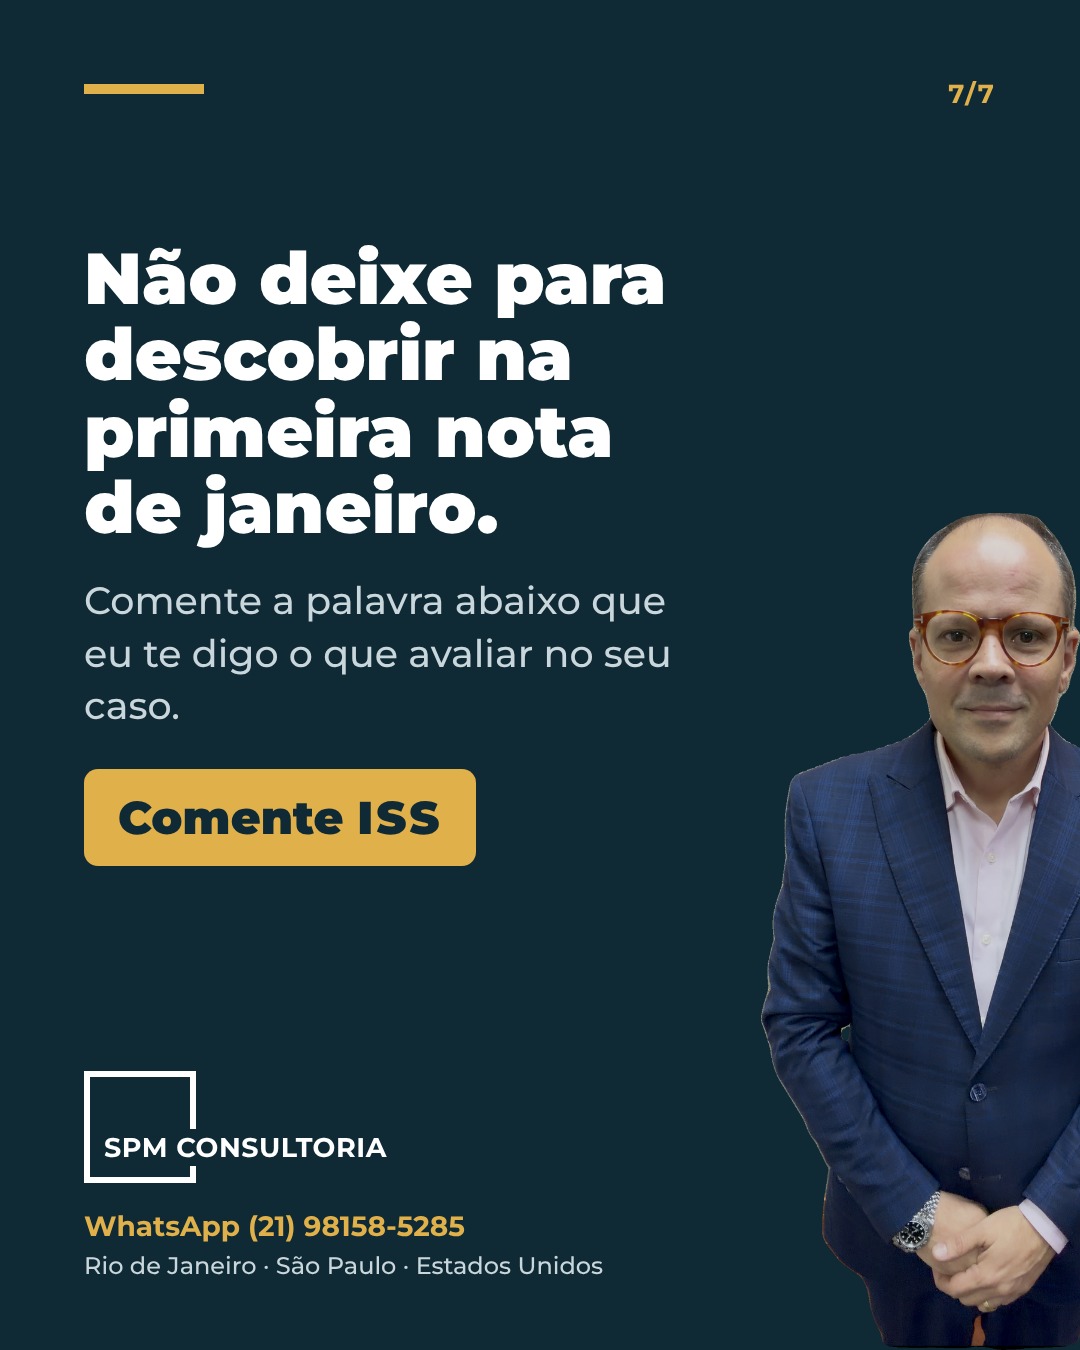 7/7
Não deixe para
descobrir na
primeira nota
de janeiro.
Comente a palavra abaixo que
eu te digo o que avaliar no seu
caso.
Comente ISS
SPM CONSULTORIA
WhatsApp (21) 98158-5285
Rio de Janeiro · São Paulo · Estados Unidos